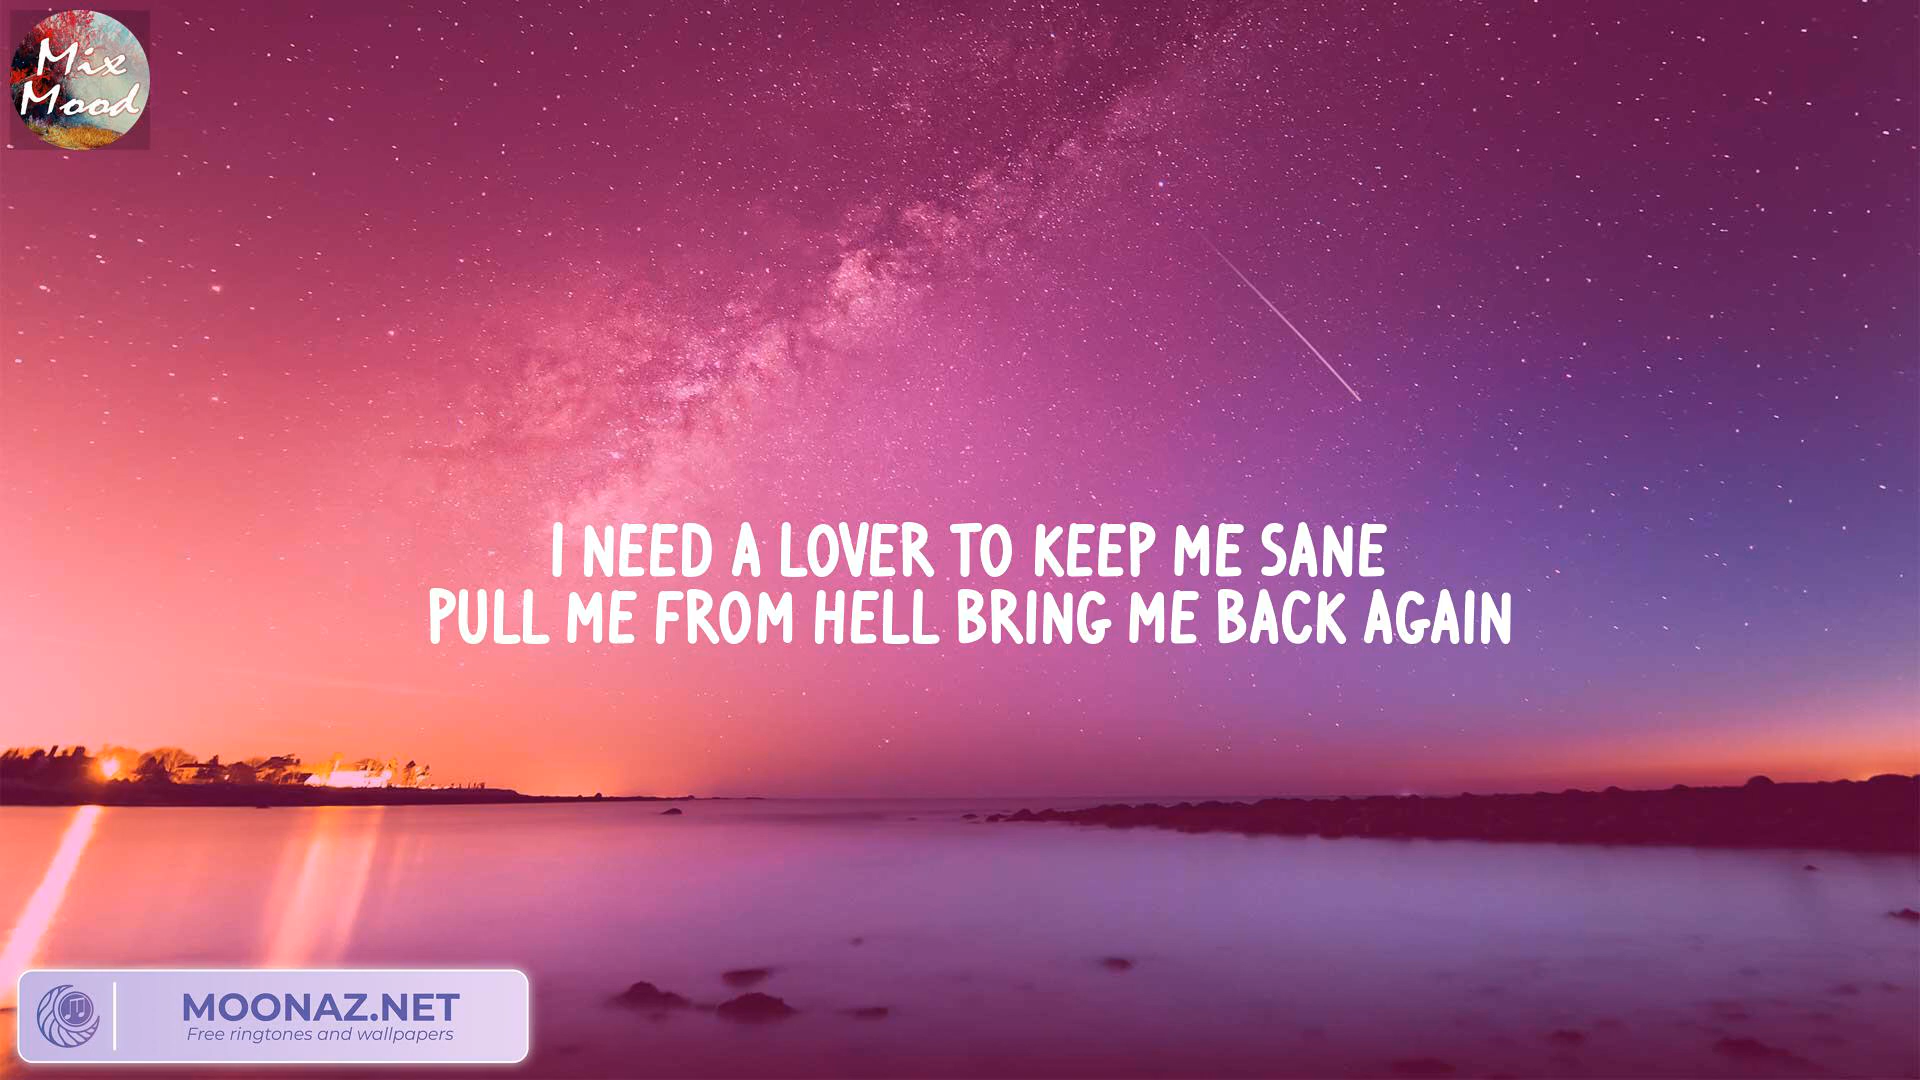 Mix
Mood
I NEED A LOVER TO KEEP ME SANE
PULL ME FROM HELL BRING ME BACK AGAIN
MOONAZ.NET
Free ringtones and wallpapers